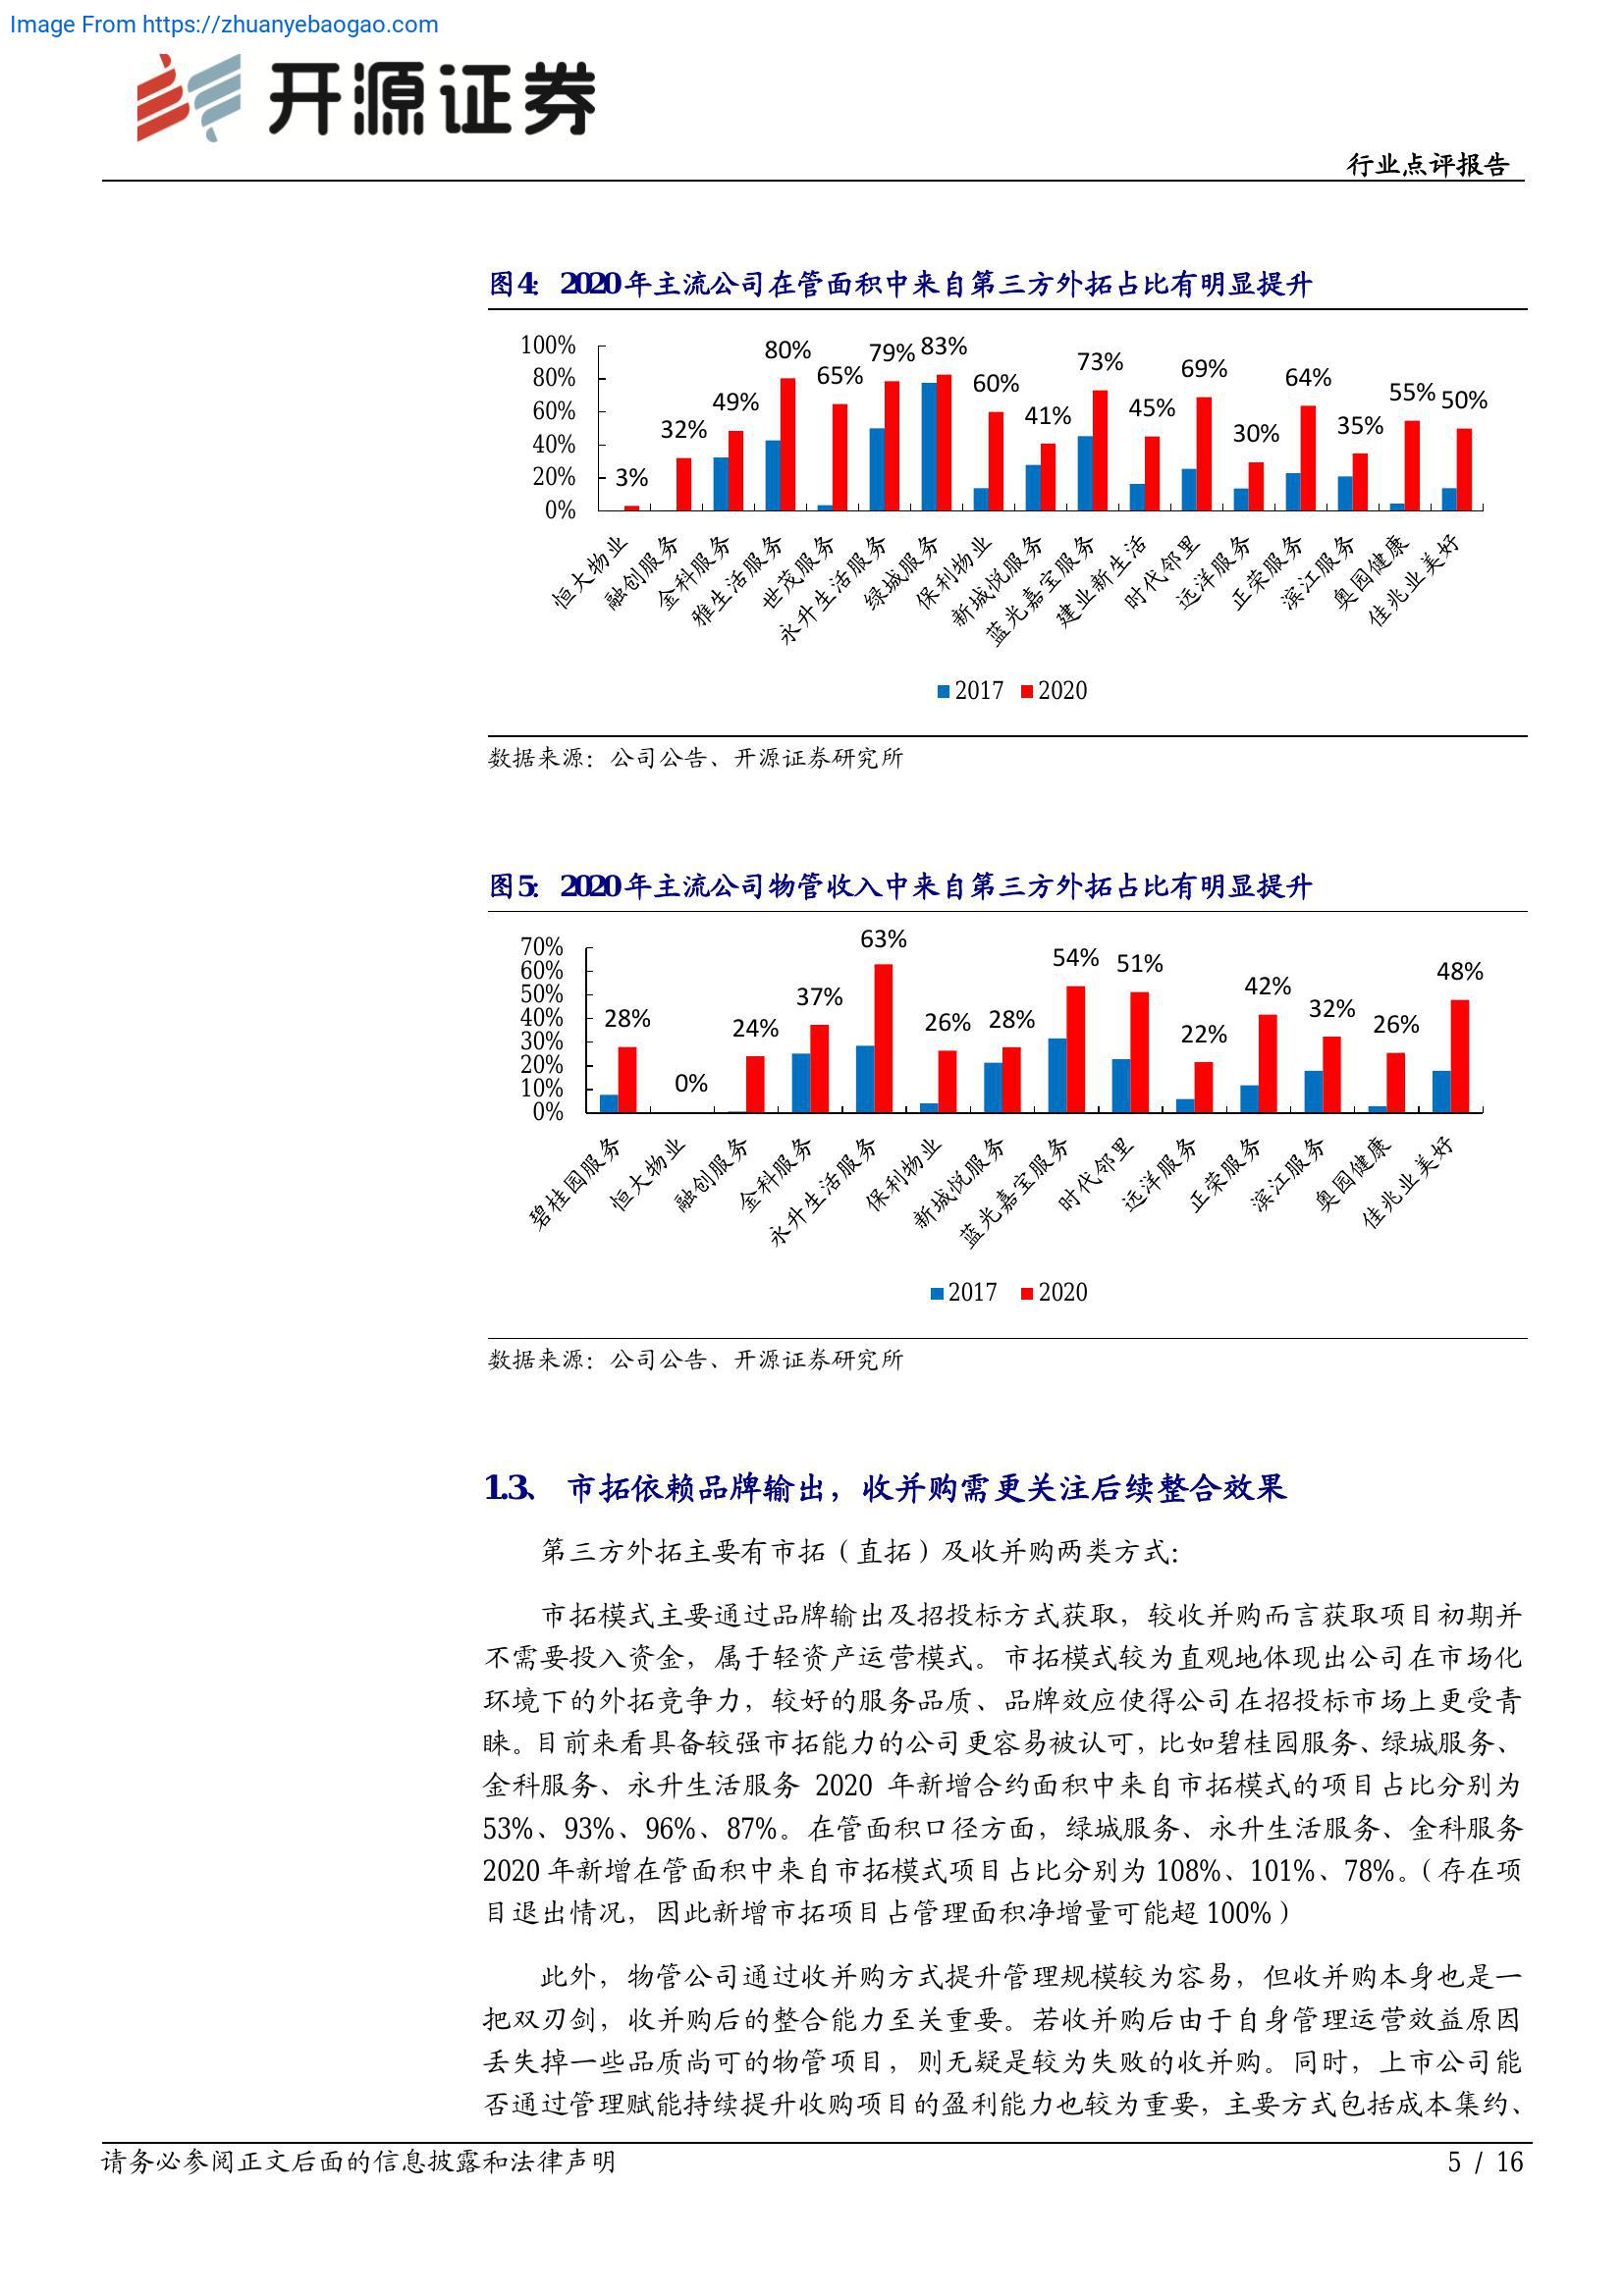 Image From https://zhuanyebaogao.com
开源证券
行业点评报告
图4：2020年主流公司在管面积中来自第三方外拓占比有明显提升
100%
80%
60%
40%
20%
0%
3%
32%
49%
80%
65%
79%
83%
60%
41%
73%
45%
69%
30%
64%
35%
55%
50%
恒大物业
融创服务
金科服务
雅生活服务
世茂服务
永升生活服务
绿城服务
保利物业
新城悦服务
蓝光嘉宝服务
建业新生活
时代邻里
远洋服务
正荣服务
滨江服务
奥园健康
佳兆业美好
2017
2020
数据来源：公司公告、开源证券研究所
图5：2020年主流公司物管收入中来自第三方外拓占比有明显提升
70%
60%
50%
40%
30%
20%
10%
0%
28%
0%
24%
37%
63%
26%
28%
54%
51%
22%
42%
32%
26%
48%
碧桂园服务
恒大物业
融创服务
金科服务
永升生活服务
保利物业
新城悦服务
蓝光嘉宝服务
时代邻里
远洋服务
正荣服务
滨江服务
奥园健康
佳兆业美好
2017
2020
数据来源：公司公告、开源证券研究所
1.3、 市拓依赖品牌输出，收并购需更关注后续整合效果
第三方外拓主要有市拓（直拓）及收并购两类方式：
市拓模式主要通过品牌输出及招投标方式获取，较收并购而言获取项目初期并
不需要投入资金，属于轻资产运营模式。市拓模式较为直观地体现出公司在市场化
环境下的外拓竞争力，较好的服务品质、品牌效应使得公司在招投标市场上更受青
睐。目前来看具备较强市拓能力的公司更容易被认可，比如碧桂园服务、绿城服务、
金科服务、永升生活服务 2020 年新增合约面积中来自市拓模式的项目占比分别为
53%、93%、96%、87%。在管面积口径方面，绿城服务、永升生活服务、金科服务
2020 年新增在管面积中来自市拓模式项目占比分别为 108%、101%、78%。（存在项
目退出情况，因此新增市拓项目占管理面积净增量可能超 100%）
此外，物管公司通过收并购方式提升管理规模较为容易，但收并购本身也是一
把双刃剑，收并购后的整合能力至关重要。若收并购后由于自身管理运营效益原因
丢失掉一些品质尚可的物管项目，则无疑是较为失败的收并购。同时，上市公司能
否通过管理赋能持续提升收购项目的盈利能力也较为重要，主要方式包括成本集约、
请务必参阅正文后面的信息披露和法律声明
5 / 16